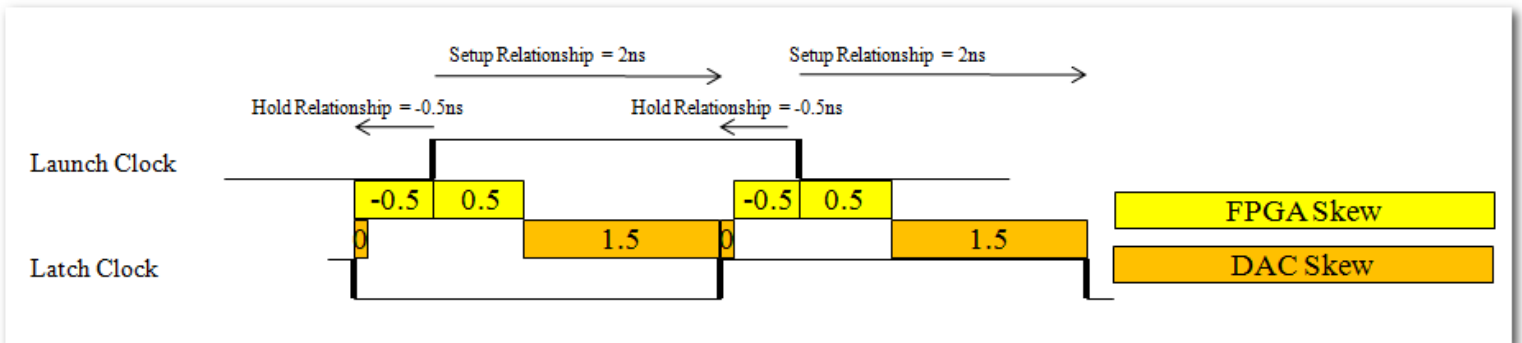 Setup Relationship = 2ns
Setup Relationship = 2ns
Hold Relationship = -0.5ns
Hold Relationship = -0.5ns
Launch Clock
-0.5 0.5 -0.5 0.5
FPGA Skew
0 1.5 0 1.5
Latch Clock
DAC Skew